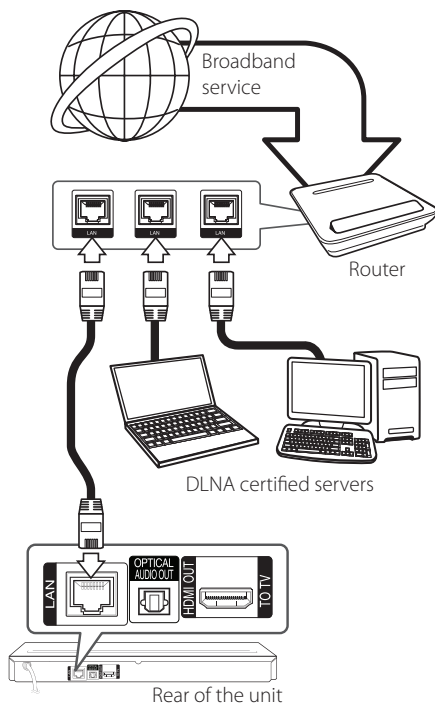 Broadband
service
LAN
LAN
LAN
Router
DLNA certified servers
LAN
OPTICAL
AUDIO OUT
HDMI OUT
TO TV
Rear of the unit